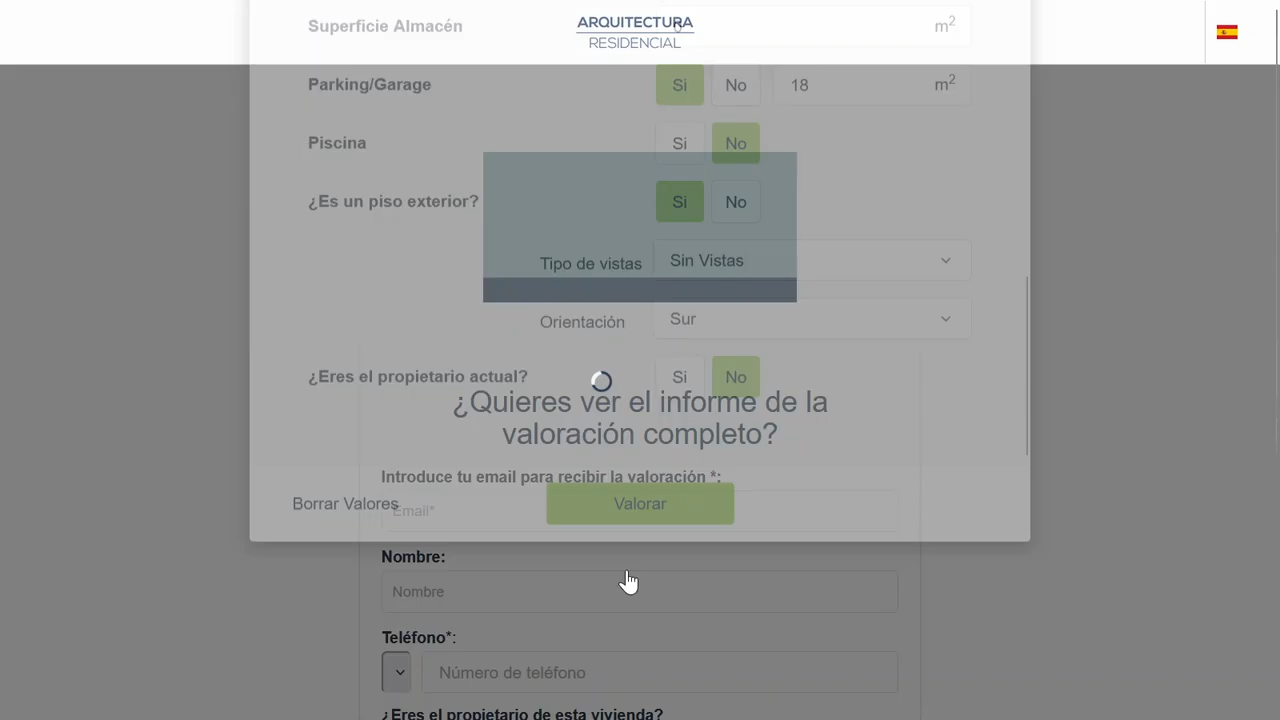 Superficie Almacén
m2
ARQUITECTURA
RESIDENCIAL
Parking/Garage
Si
No
18
m2
Piscina
Si
No
¿Es un piso exterior?
Si
No
Tipo de vistas
Sin Vistas
Orientación
Sur
¿Eres el propietario actual?
Si
No
¿Quieres ver el informe de la
valoración completo?
Introduce tu email para recibir la valoración *:
Borrar Valores
Valorar
Email*
Nombre:
Nombre
Teléfono*:
Número de teléfono
¿Eres el propietario de esta vivienda?